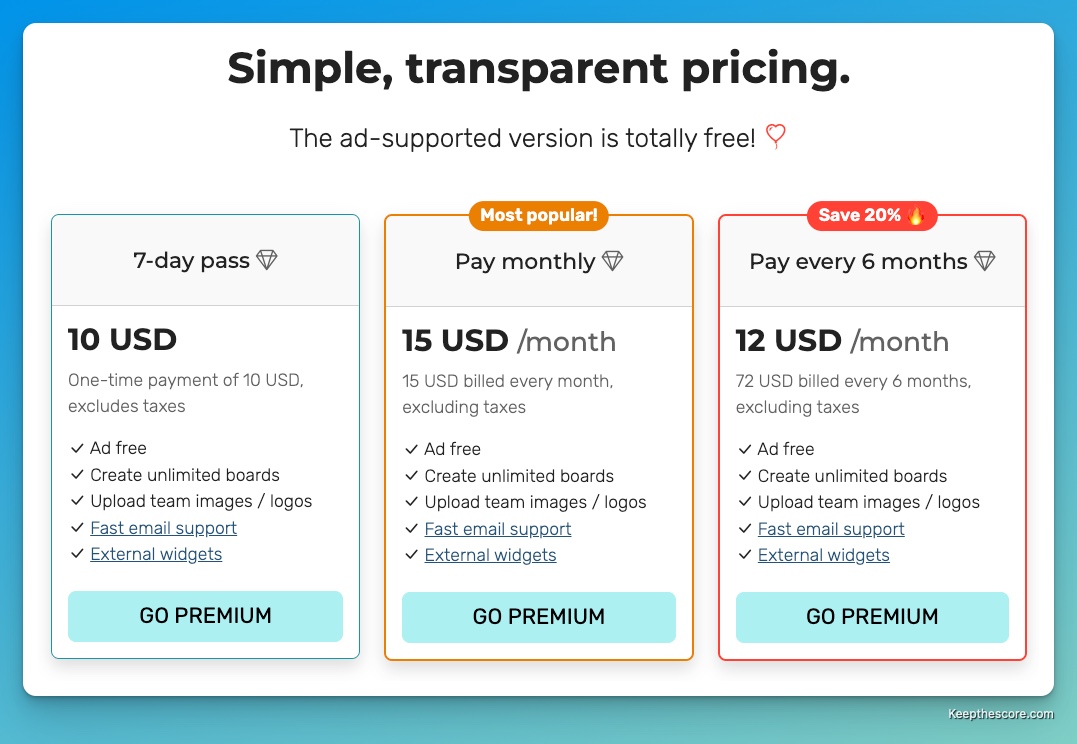 Simple, transparent pricing.
The ad-supported version is totally free!
7-day pass
10 USD
One-time payment of 10 USD,
excludes taxes
Ad free
Create unlimited boards
Upload team images / logos
Fast email support
External widgets
GO PREMIUM
Most popular!
Pay monthly
15 USD /month
15 USD billed every month,
excluding taxes
Ad free
Create unlimited boards
Upload team images / logos
Fast email support
External widgets
GO PREMIUM
Save 20% 🔥
Pay every 6 months
12 USD /month
72 USD billed every 6 months,
excluding taxes
Ad free
Create unlimited boards
Upload team images / logos
Fast email support
External widgets
GO PREMIUM
Keepthescore.com